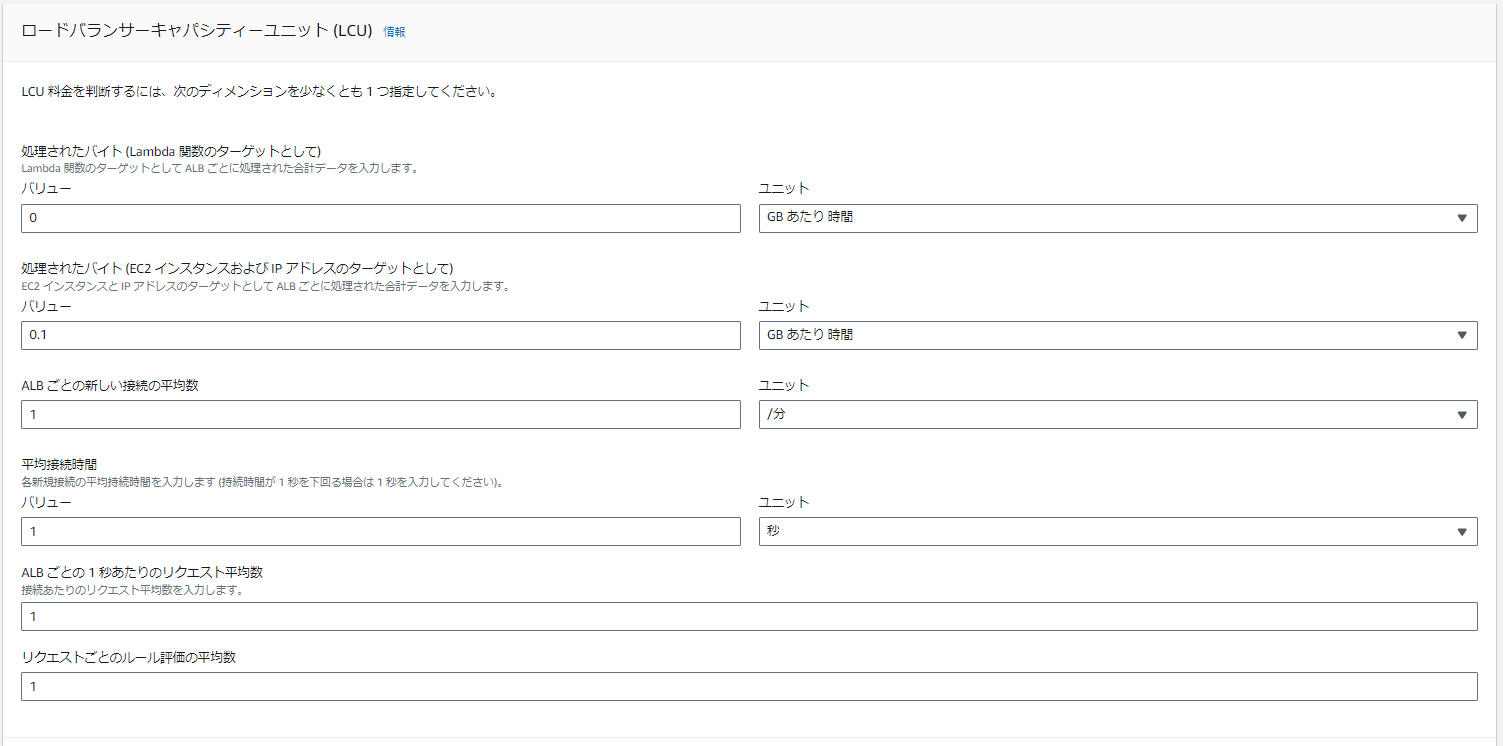 ロードバランサーキャパシティーユニット (LCU) 情報
LCU 料金を判断するには、次のディメンションを少なくとも 1 つ指定してください。
処理されたバイト (Lambda 関数のターゲットとして)
Lambda 関数のターゲットとして ALB ごとに処理された合計データを入力します。
バリュー ユニット
0 GB あたり 時間
処理されたバイト (EC2 インスタンスおよび IP アドレスのターゲットとして)
EC2 インスタンスと IP アドレスのターゲットとして ALB ごとに処理された合計データを入力します。
バリュー ユニット
0.1 GB あたり 時間
ALB ごとの新しい接続の平均数 ユニット
1 /分
平均接続時間
各新規接続の平均持続時間を入力します (持続時間が 1 秒を下回る場合は 1 秒を入力してください)。
バリュー ユニット
1 秒
ALB ごとの 1 秒あたりのリクエスト平均数
接続あたりのリクエスト平均数を入力します。
1
リクエストごとのルール評価の平均数
1